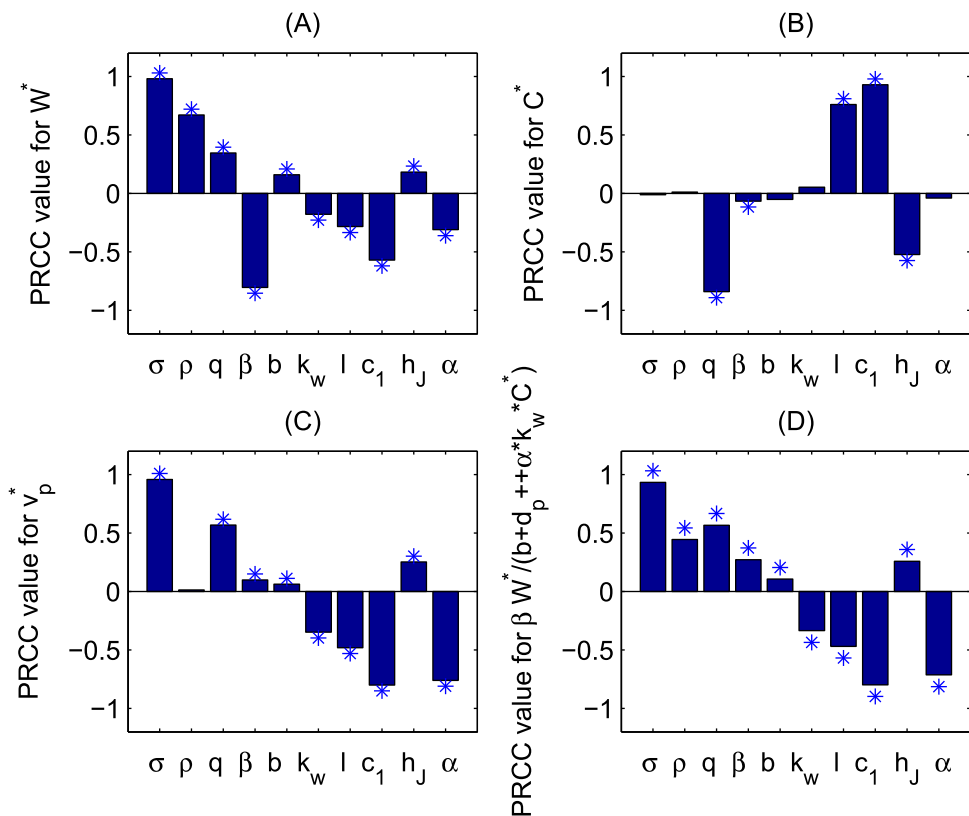 (A)
PRCC value for W*
1
0.5
0
−0.5
−1
σ ρ q β b k_w l c_1 h_J α
(B)
PRCC value for C*
1
0.5
0
−0.5
−1
σ ρ q β b k_w l c_1 h_J α
(C)
PRCC value for v_p*
1
0.5
0
−0.5
−1
σ ρ q β b k_w l c_1 h_J α
(D)
PRCC value for β W*/(b+d_p++α*k_w*C*)
1
0.5
0
−0.5
−1
σ ρ q β b k_w l c_1 h_J α